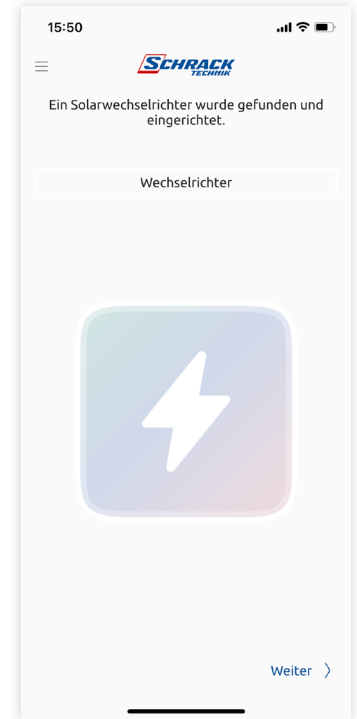 15:50
SCHRACK
TECHNIK
Ein Solarwechselrichter wurde gefunden und
eingerichtet.
Wechselrichter
Weiter